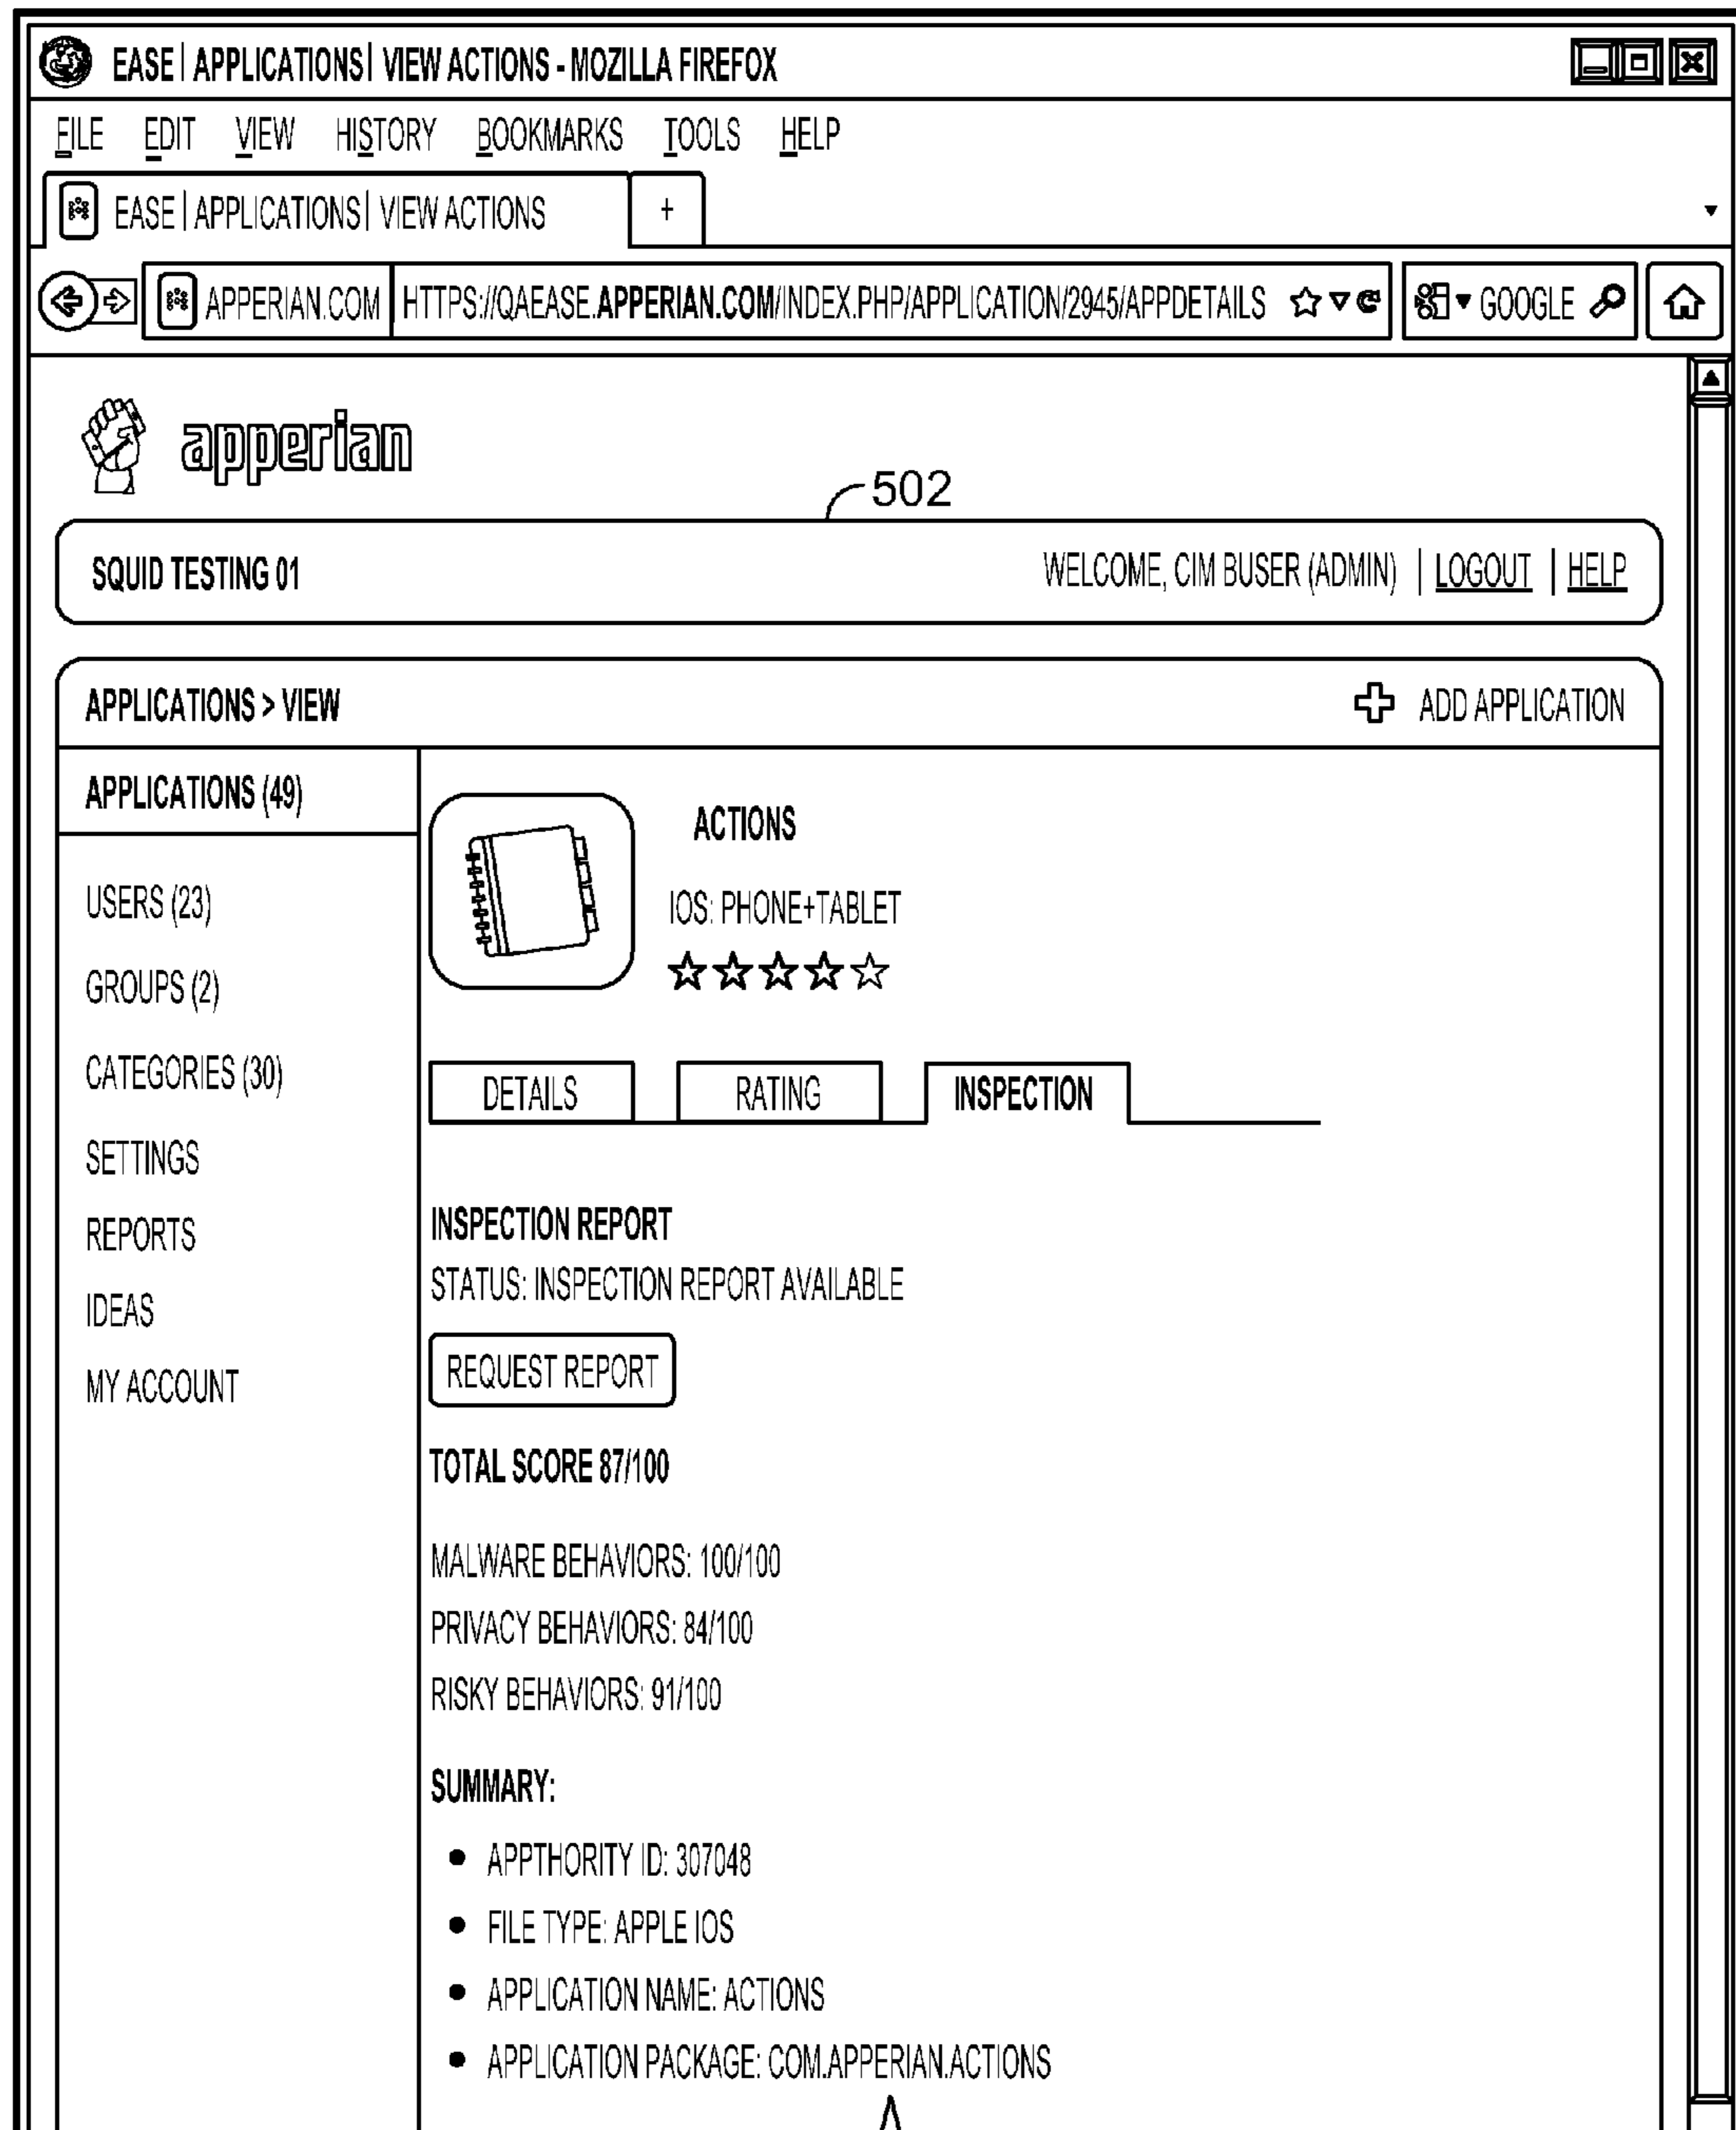 EASE | APPLICATIONS | VIEW ACTIONS - MOZILLA FIREFOX
FILE EDIT VIEW HISTORY BOOKMARKS TOOLS HELP
EASE | APPLICATIONS | VIEW ACTIONS +
APPERIAN.COM HTTPS://QAEASE.APPERIAN.COM/INDEX.PHP/APPLICATION/2945/APPDETAILS GOOGLE
apperian
502
SQUID TESTING 01 WELCOME, CIM BUSER (ADMIN) | LOGOUT | HELP
APPLICATIONS > VIEW ADD APPLICATION
APPLICATIONS (49)
USERS (23)
GROUPS (2)
CATEGORIES (30)
SETTINGS
REPORTS
IDEAS
MY ACCOUNT
ACTIONS
IOS: PHONE+TABLET
DETAILS RATING INSPECTION
INSPECTION REPORT
STATUS: INSPECTION REPORT AVAILABLE
REQUEST REPORT
TOTAL SCORE 87/100
MALWARE BEHAVIORS: 100/100
PRIVACY BEHAVIORS: 84/100
RISKY BEHAVIORS: 91/100
SUMMARY:
• APPTHORITY ID: 307048
• FILE TYPE: APPLE IOS
• APPLICATION NAME: ACTIONS
• APPLICATION PACKAGE: COM.APPERIAN.ACTIONS